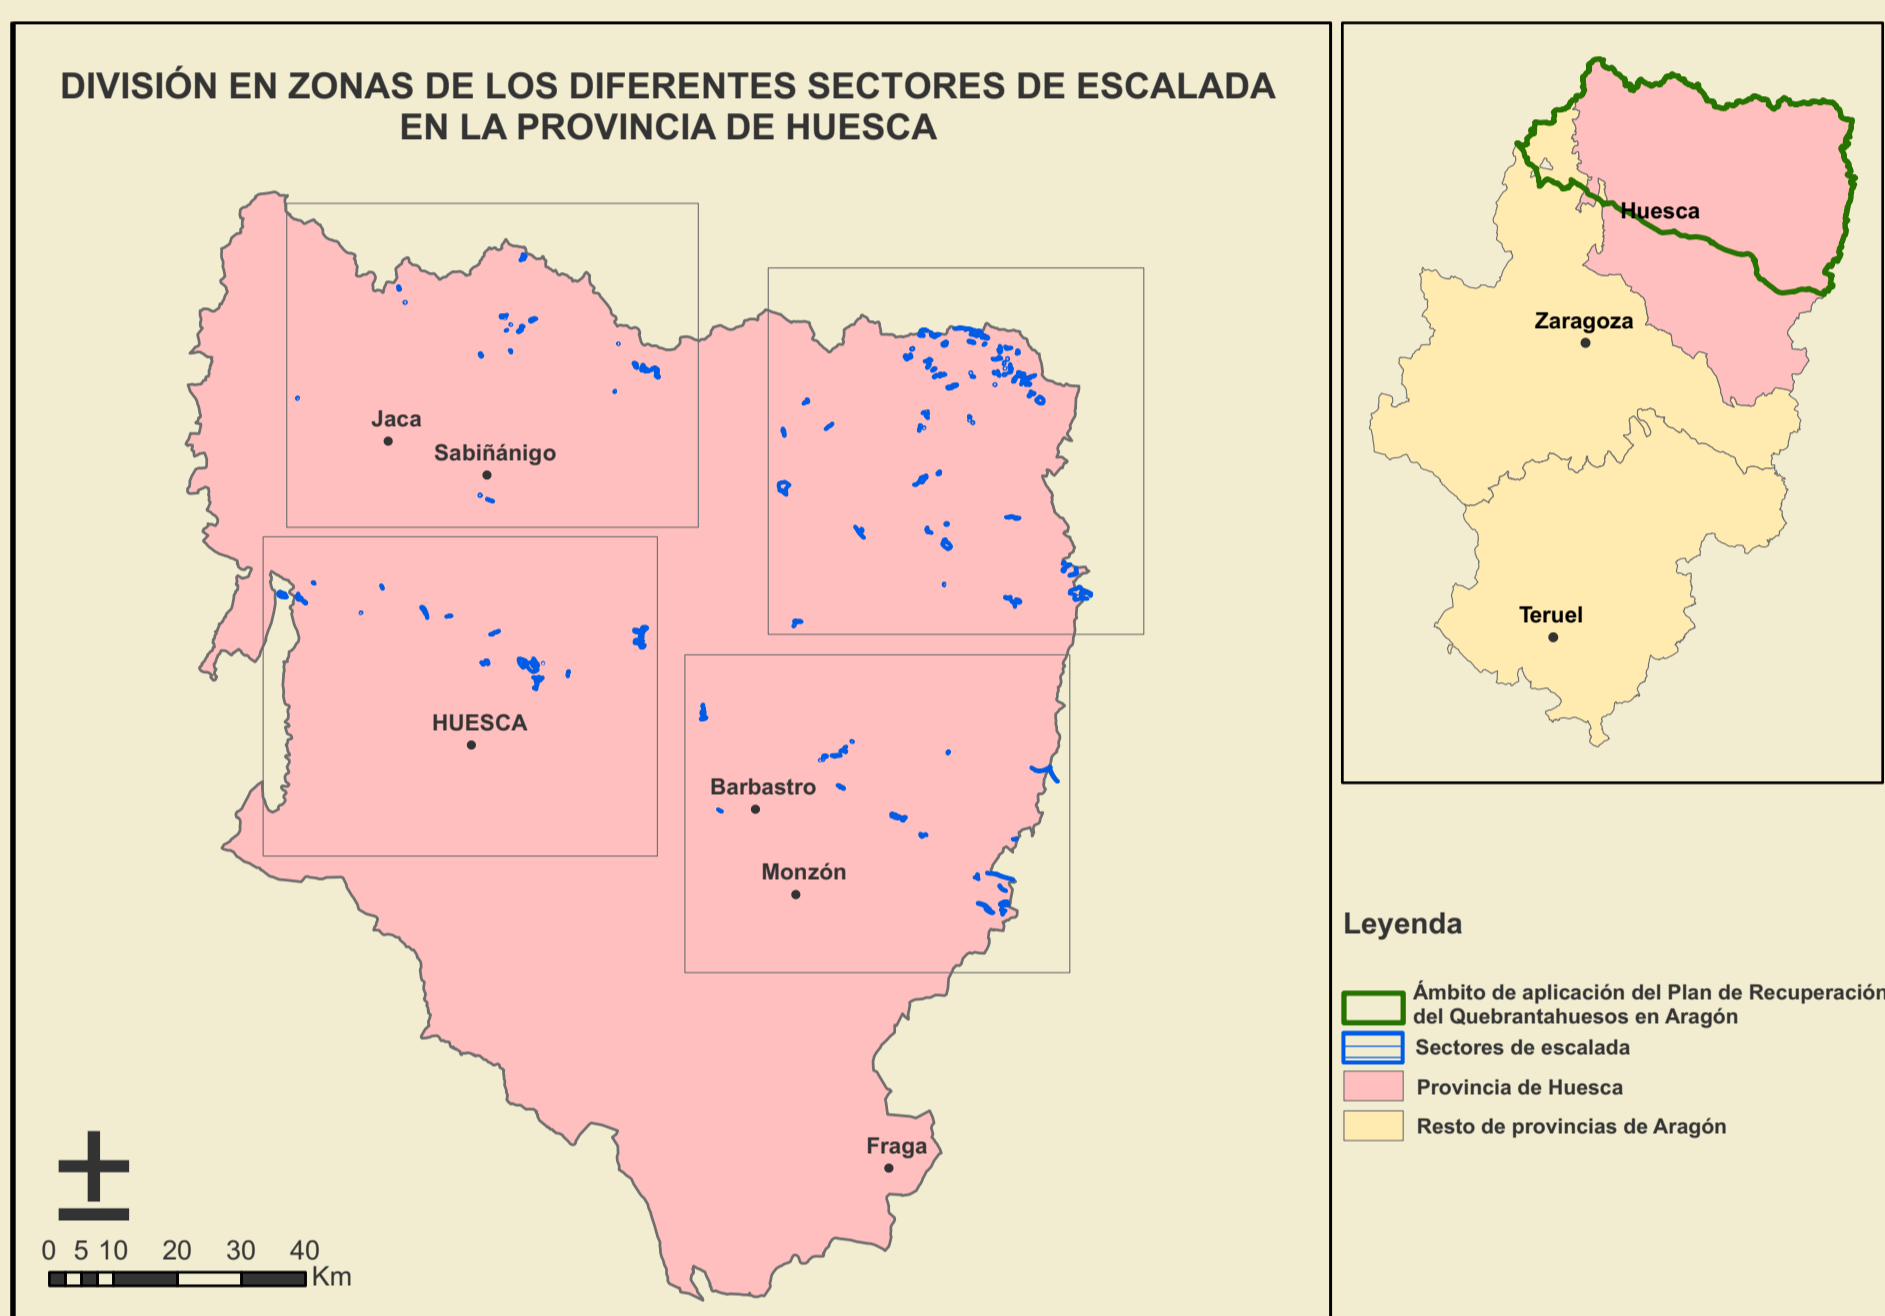 DIVISIÓN EN ZONAS DE LOS DIFERENTES SECTORES DE ESCALADA
EN LA PROVINCIA DE HUESCA
Jaca
Sabiñánigo
HUESCA
Barbastro
Monzón
Fraga
0 5 10 20 30 40
Km
Huesca
Zaragoza
Teruel
Leyenda
Ámbito de aplicación del Plan de Recuperación
del Quebrantahuesos en Aragón
Sectores de escalada
Provincia de Huesca
Resto de provincias de Aragón